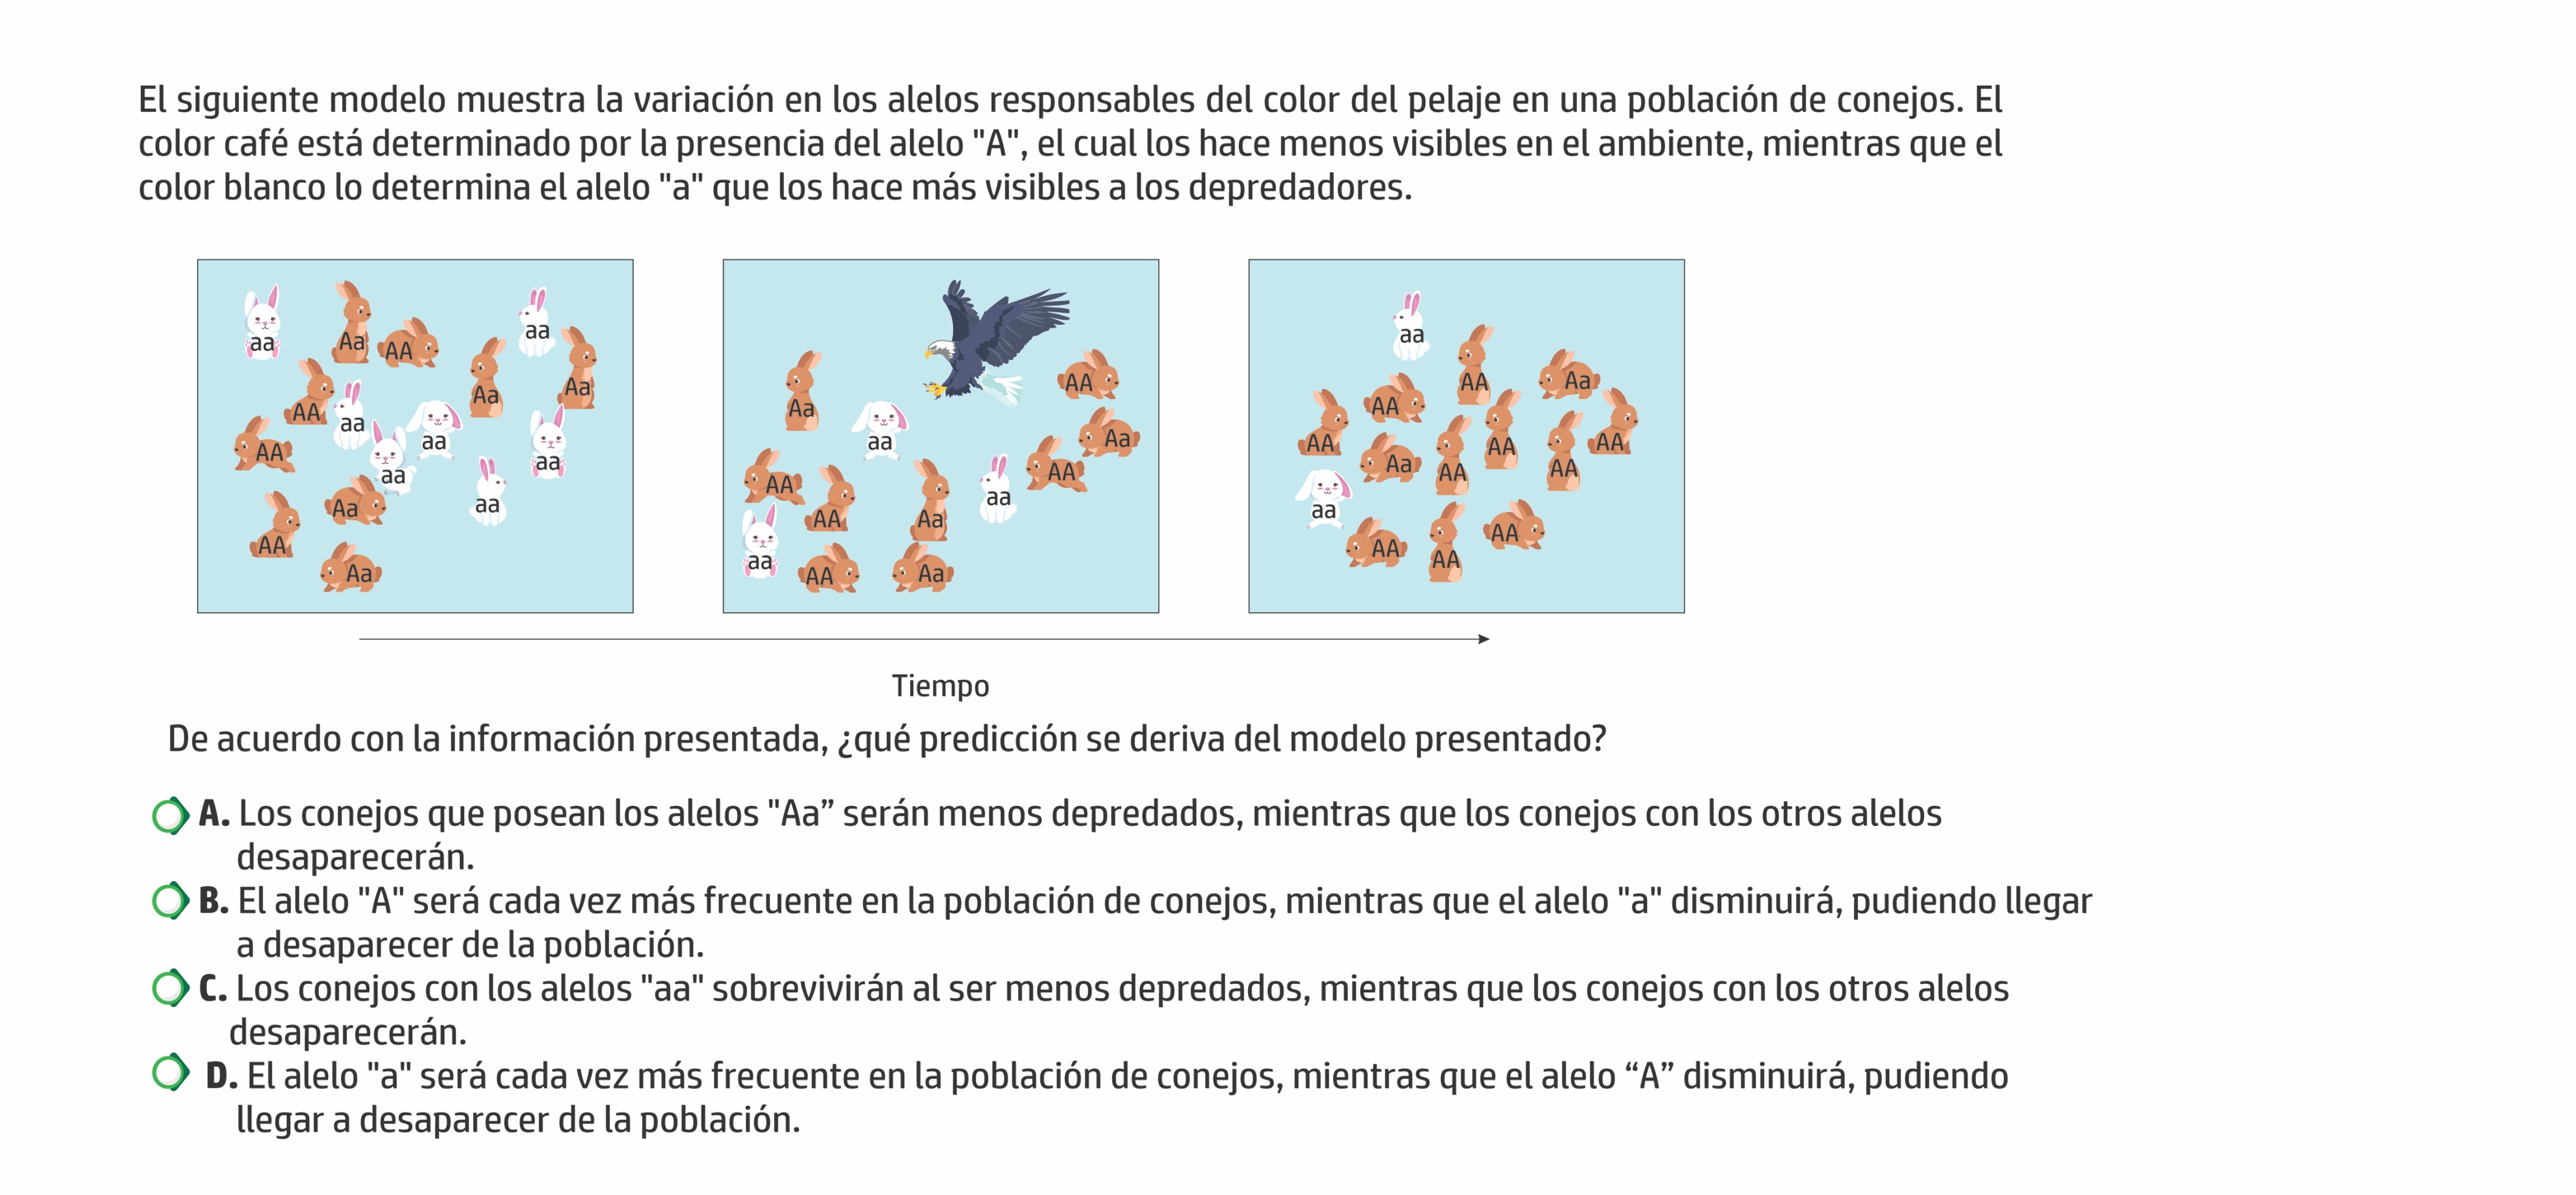 El siguiente modelo muestra la variación en los alelos responsables del color del pelaje en una población de conejos. El
color café está determinado por la presencia del alelo "A", el cual los hace menos visibles en el ambiente, mientras que el
color blanco lo determina el alelo "a" que los hace más visibles a los depredadores.
aa Aa AA Aa aa Aa
AA aa aa aa
AA aa aa
AA Aa
Aa
Aa AA
aa Aa
AA AA Aa aa AA
aa AA Aa
aa AA Aa
AA AA AA Aa AA
Aa AA AA AA
aa
AA AA AA
Tiempo
De acuerdo con la información presentada, ¿qué predicción se deriva del modelo presentado?
A. Los conejos que posean los alelos "Aa” serán menos depredados, mientras que los conejos con los otros alelos
desaparecerán.
B. El alelo "A" será cada vez más frecuente en la población de conejos, mientras que el alelo "a" disminuirá, pudiendo llegar
a desaparecer de la población.
C. Los conejos con los alelos "aa" sobrevivirán al ser menos depredados, mientras que los conejos con los otros alelos
desaparecerán.
D. El alelo "a" será cada vez más frecuente en la población de conejos, mientras que el alelo “A” disminuirá, pudiendo
llegar a desaparecer de la población.